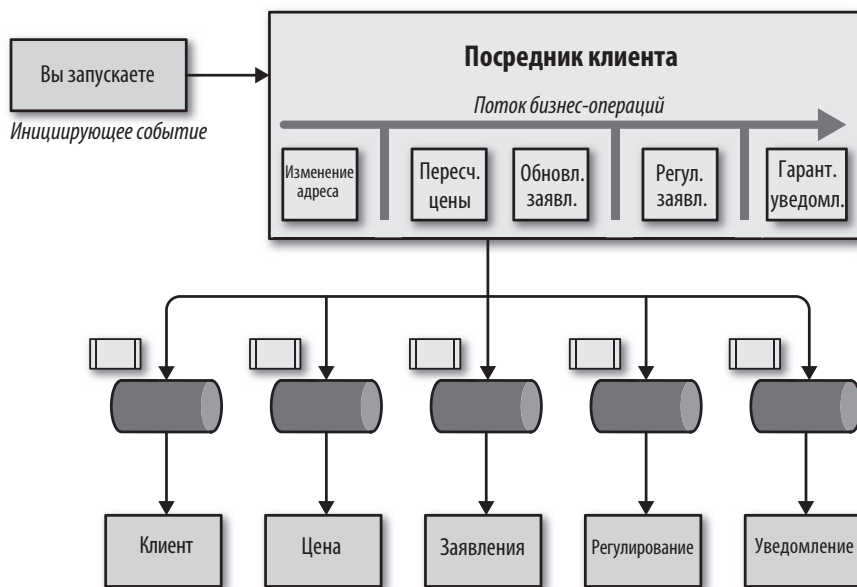 Посредник клиента
Вы запускаете
Инициирующее событие
Поток бизнес-операций
Изменение
адреса
Пересч.
цены
Обновл.
заявл.
Регул.
заявл.
Гарант.
уведомл.
Клиент
Цена
Заявления
Регулирование
Уведомление